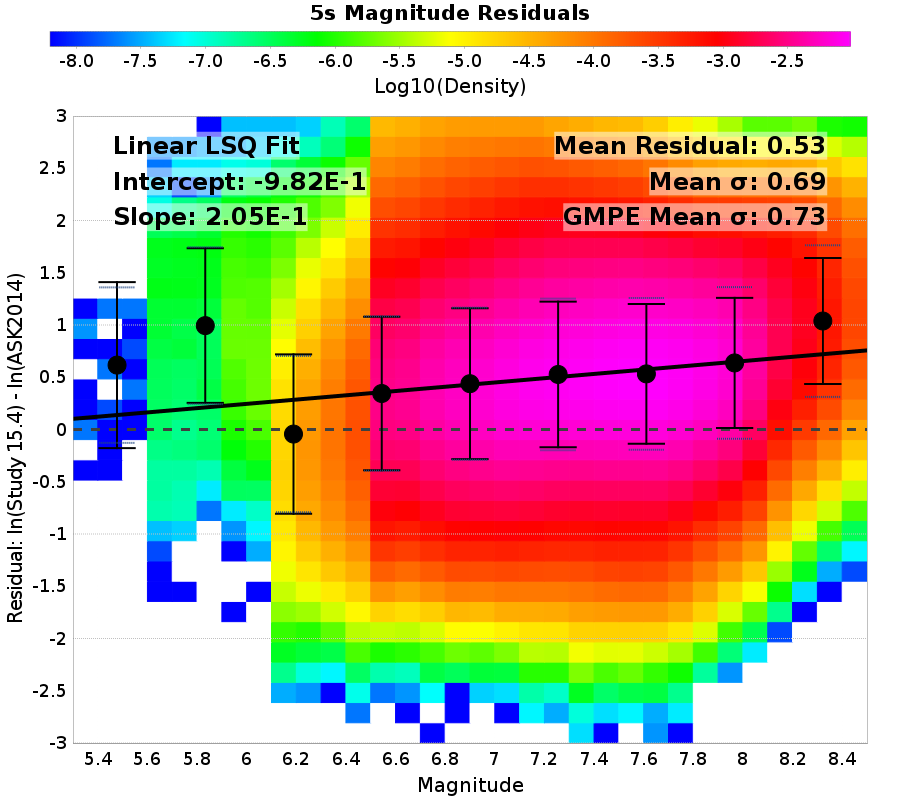 5s Magnitude Residuals
-8.0 -7.5 -7.0 -6.5 -6.0 -5.5 -5.0 -4.5 -4.0 -3.5 -3.0 -2.5
Log10(Density)
Linear LSQ Fit
Intercept: -9.82E-1
Slope: 2.05E-1
Mean Residual: 0.53
Mean σ: 0.69
GMPE Mean σ: 0.73
Residual: ln(Study 15.4) - ln(ASK2014)
3
2.5
2
1.5
1
0.5
0
-0.5
-1
-1.5
-2
-2.5
-3
5.4 5.6 5.8 6 6.2 6.4 6.6 6.8 7 7.2 7.4 7.6 7.8 8 8.2 8.4
Magnitude